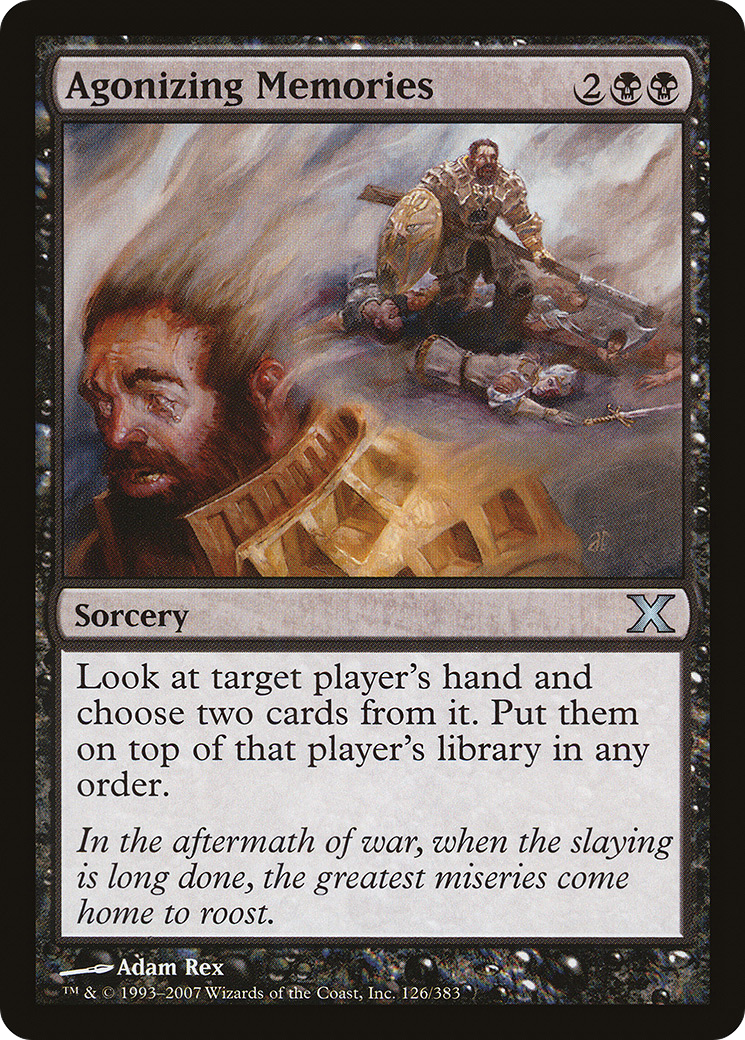 Agonizing Memories 2
Sorcery X
Look at target player's hand and
choose two cards from it. Put them
on top of that player's library in any
order.
In the aftermath of war, when the slaying
is long done, the greatest miseries come
home to roost.
Adam Rex
™ & © 1993–2007 Wizards of the Coast, Inc. 126/383